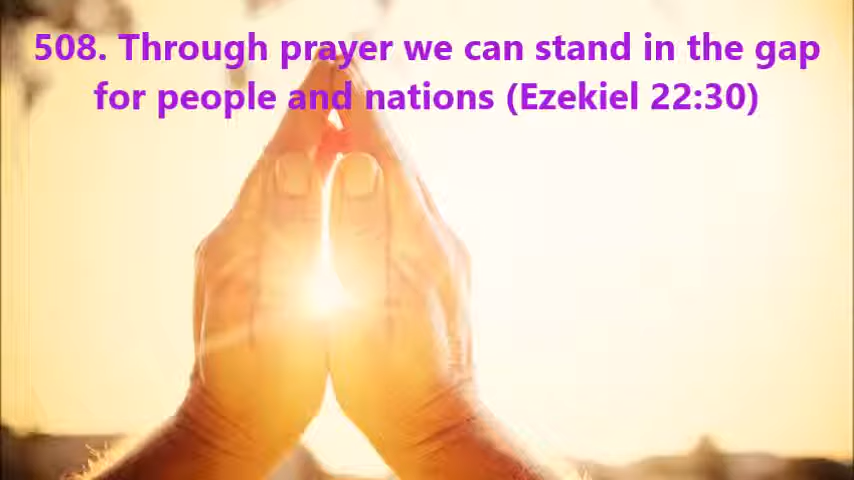 508. Through prayer we can stand in the gap
for people and nations (Ezekiel 22:30)